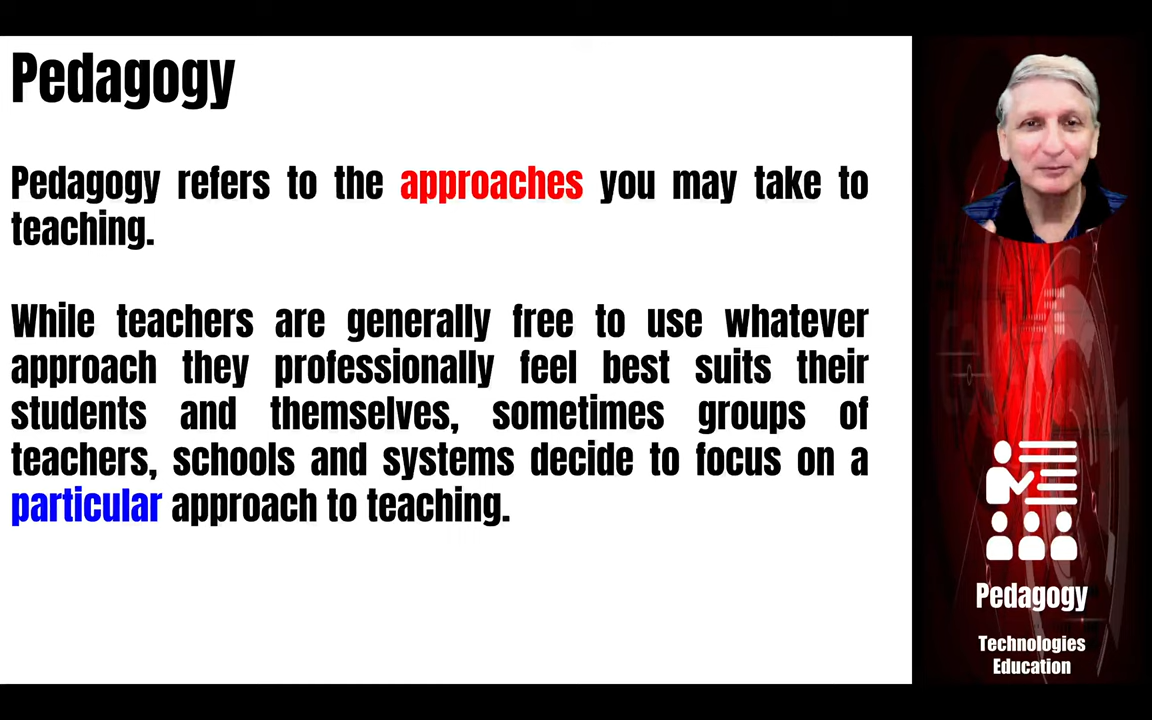 Pedagogy
Pedagogy refers to the approaches you may take to
teaching.
While teachers are generally free to use whatever
approach they professionally feel best suits their
students and themselves, sometimes groups of
teachers, schools and systems decide to focus on a
particular approach to teaching.
Pedagogy
Technologies
Education